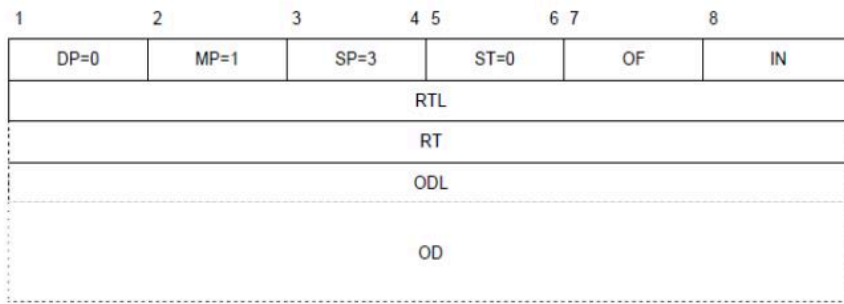 1 2 3 4 5 6 7 8
DP=0 MP=1 SP=3 ST=0 OF IN
RTL
RT
ODL
OD